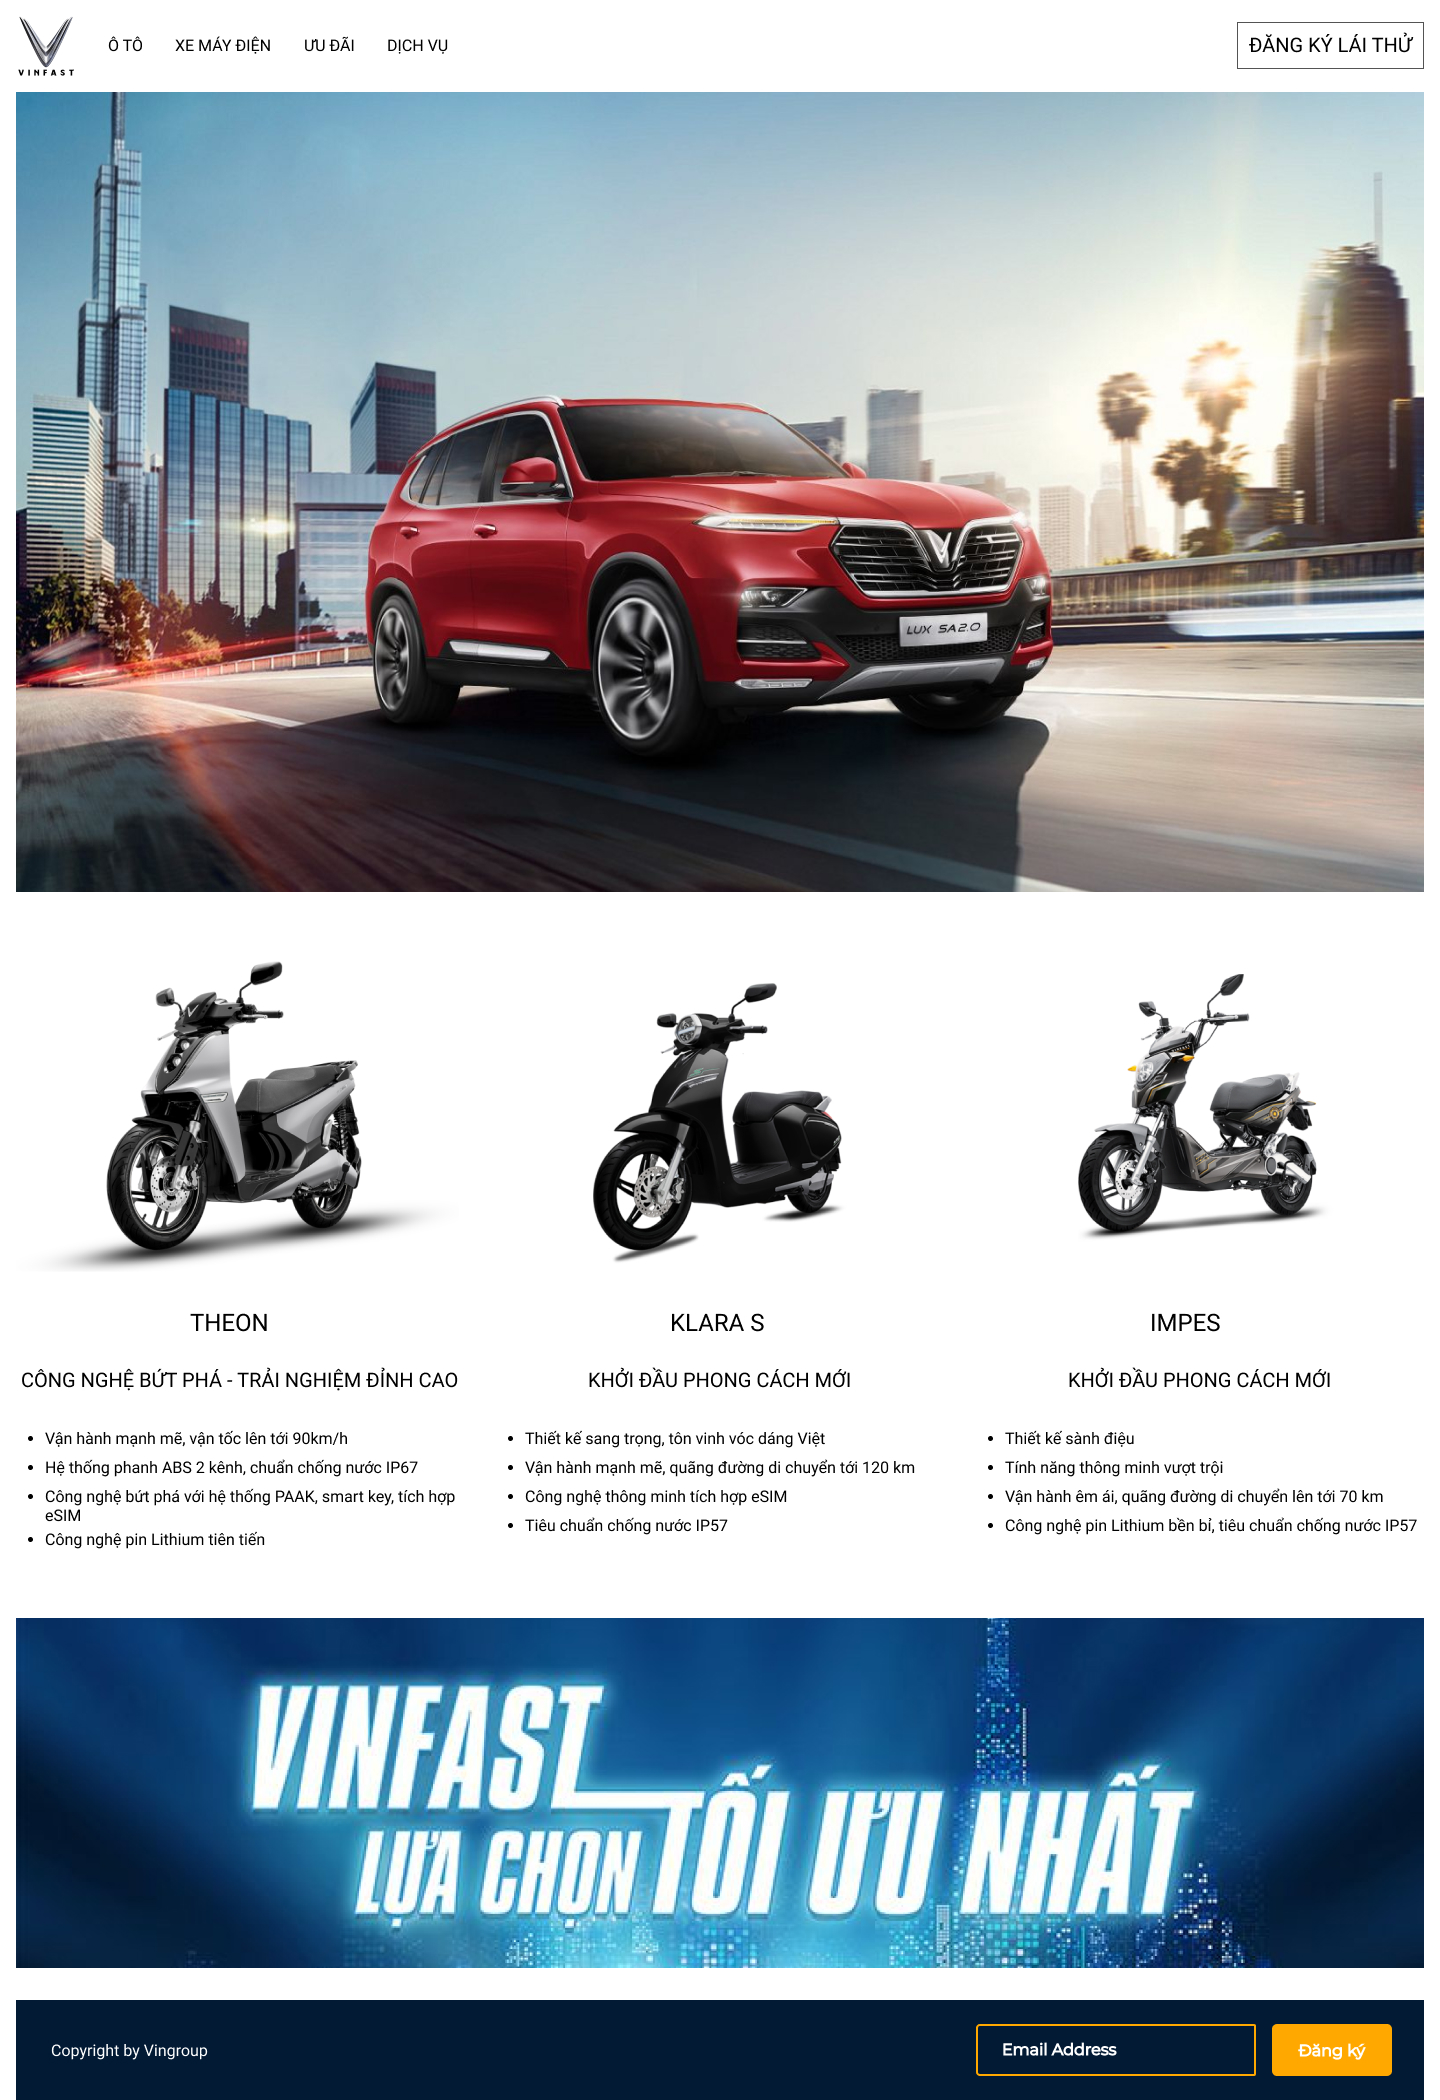 VINFAST
Ô TÔ
XE MÁY ĐIỆN
ƯU ĐÃI
DỊCH VỤ
ĐĂNG KÝ LÁI THỬ
LUX SA2.0
THEON
CÔNG NGHỆ BỨT PHÁ - TRẢI NGHIỆM ĐỈNH CAO
Vận hành mạnh mẽ, vận tốc lên tới 90km/h
Hệ thống phanh ABS 2 kênh, chuẩn chống nước IP67
Công nghệ bứt phá với hệ thống PAAK, smart key, tích hợp
eSIM
Công nghệ pin Lithium tiên tiến
KLARA S
KHỞI ĐẦU PHONG CÁCH MỚI
Thiết kế sang trọng, tôn vinh vóc dáng Việt
Vận hành mạnh mẽ, quãng đường di chuyển tới 120 km
Công nghệ thông minh tích hợp eSIM
Tiêu chuẩn chống nước IP57
IMPES
KHỞI ĐẦU PHONG CÁCH MỚI
Thiết kế sành điệu
Tính năng thông minh vượt trội
Vận hành êm ái, quãng đường di chuyển lên tới 70 km
Công nghệ pin Lithium bền bỉ, tiêu chuẩn chống nước IP57
VINFAST
LỰA CHỌN TỐI ƯU NHẤT
Copyright by Vingroup
Email Address
Đăng ký